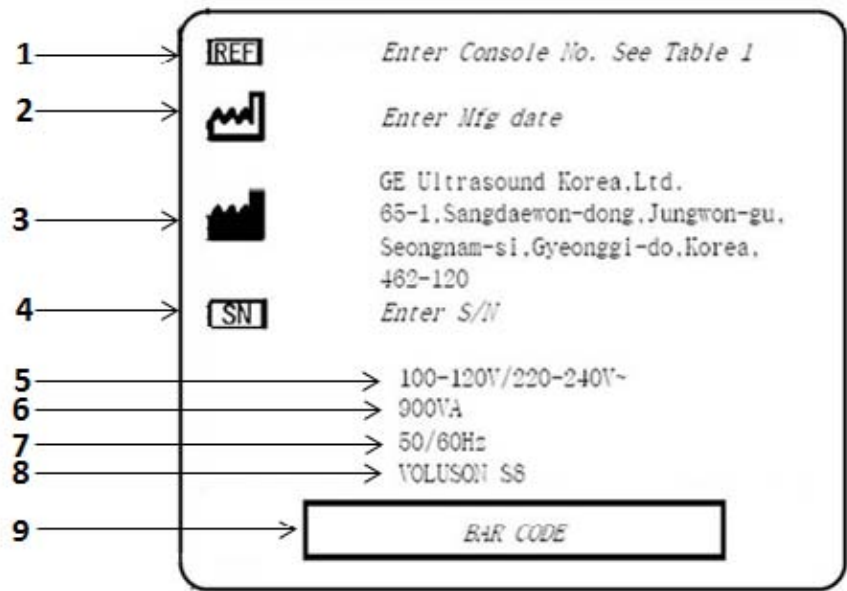 1 REF Enter Console No. See Table 1
2 Enter Mfg date
GE Ultrasound Korea,Ltd.
3 65-1,Sangdaewon-dong,Jungwon-gu,
Seongnam-si,Gyeonggi-do,Korea,
462-120
4 SN Enter S/N
5 100-120V/220-240V~
6 900VA
7 50/60Hz
8 VOLUSON S8
9 BAR CODE